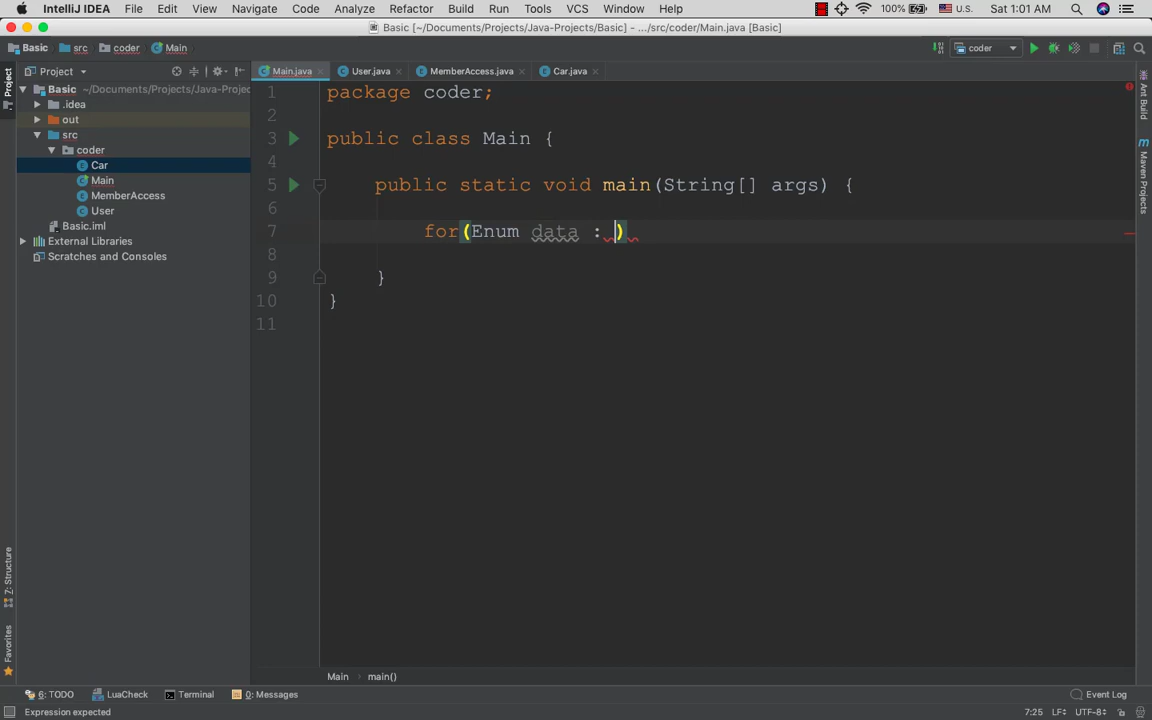 IntelliJ IDEA File Edit View Navigate Code Analyze Refactor Build Run Tools VCS Window Help 100% U.S. Sat 1:01 AM
Basic [~/Documents/Projects/Java-Projects/Basic] - .../src/coder/Main.java [Basic]
Basic src coder Main coder
Project Main.java User.java MemberAccess.java Car.java
Basic ~/Documents/Projects/Java-Projec
.idea
out
src
coder
Car
Main
MemberAccess
User
Basic.iml
External Libraries
Scratches and Consoles
1 package coder;
2
3 public class Main {
4
5 public static void main(String[] args) {
6
7 for(Enum data : )
8
9 }
10 }
11
Project
Z: Structure
Favorites
Ant Build
Maven Projects
Main main()
6: TODO LuaCheck Terminal 0: Messages Event Log
Expression expected 7:25 LF UTF-8